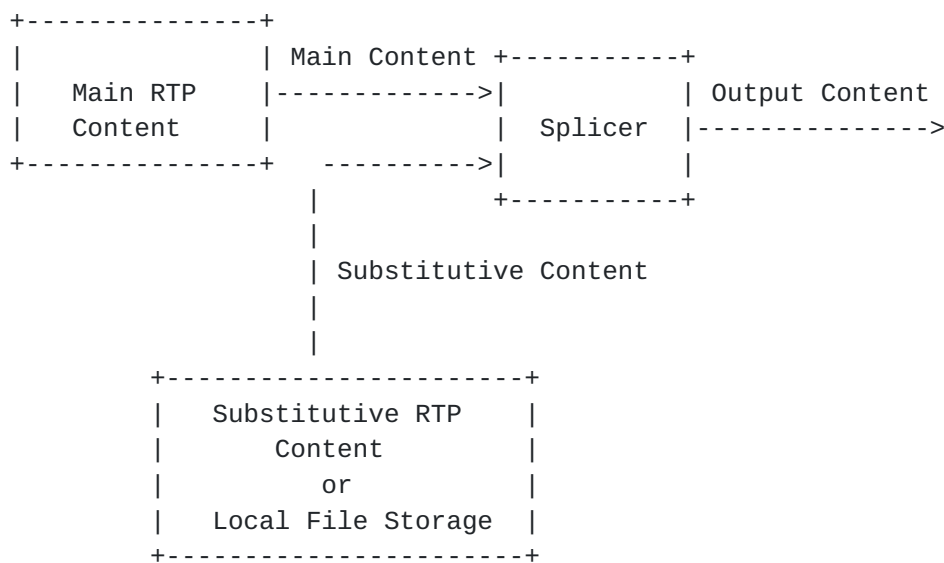 Main Content
Main RTP
Content
Splicer
Output Content
Substitutive Content
Substitutive RTP
Content
or
Local File Storage